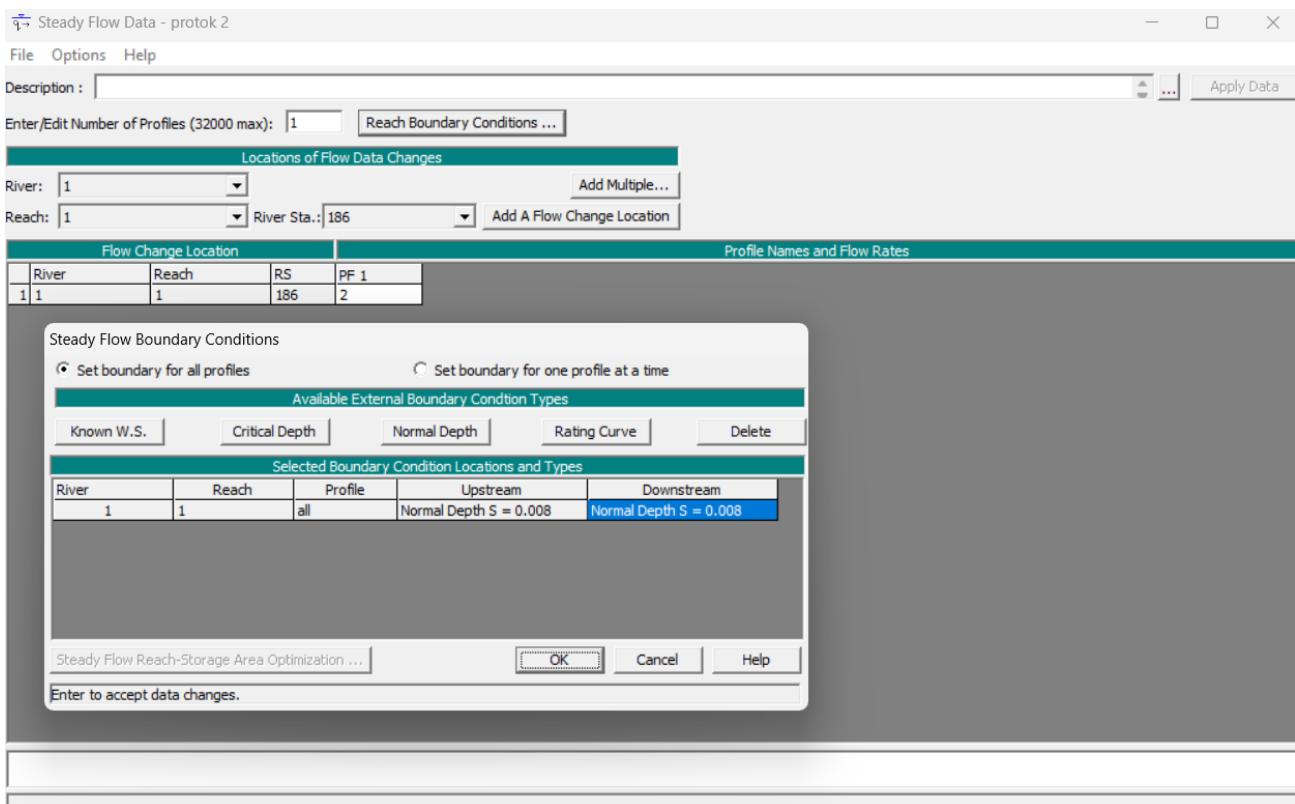 Steady Flow Data - protok 2
File Options Help
Description : ... Apply Data
Enter/Edit Number of Profiles (32000 max): 1 Reach Boundary Conditions ...
Locations of Flow Data Changes
River: 1 Add Multiple...
Reach: 1 River Sta.: 186 Add A Flow Change Location
Flow Change Location Profile Names and Flow Rates
River Reach RS PF 1
1 1 1 186 2
Steady Flow Boundary Conditions
Set boundary for all profiles Set boundary for one profile at a time
Available External Boundary Condtion Types
Known W.S. Critical Depth Normal Depth Rating Curve Delete
Selected Boundary Condition Locations and Types
River Reach Profile Upstream Downstream
1 1 all Normal Depth S = 0.008 Normal Depth S = 0.008
Steady Flow Reach-Storage Area Optimization ... OK Cancel Help
Enter to accept data changes.